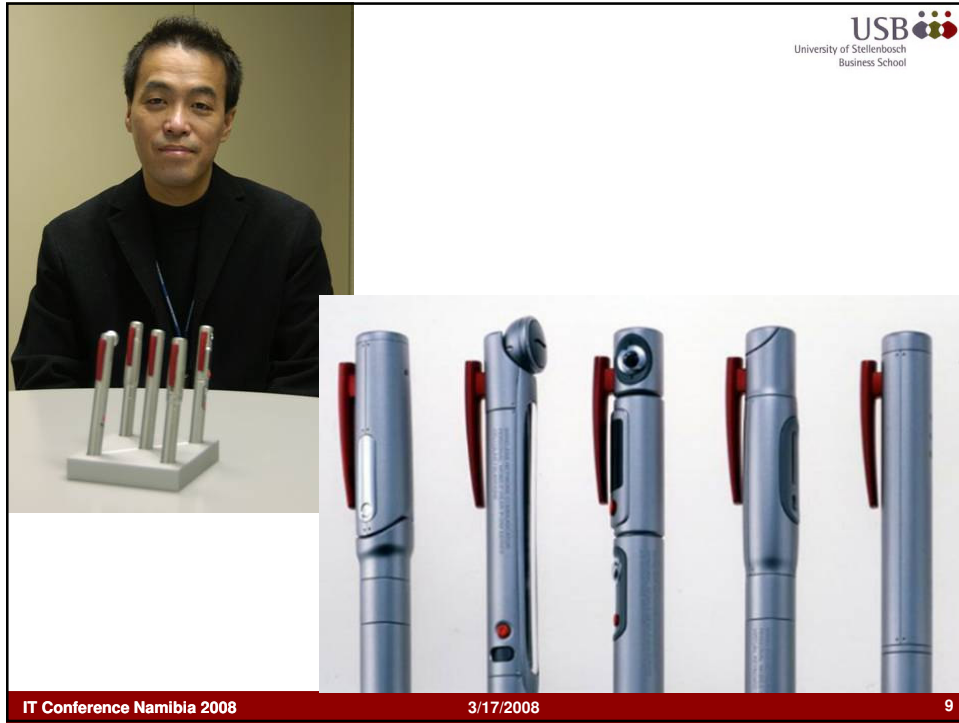 USB
University of Stellenbosch
Business School
IT Conference Namibia 2008
3/17/2008
9